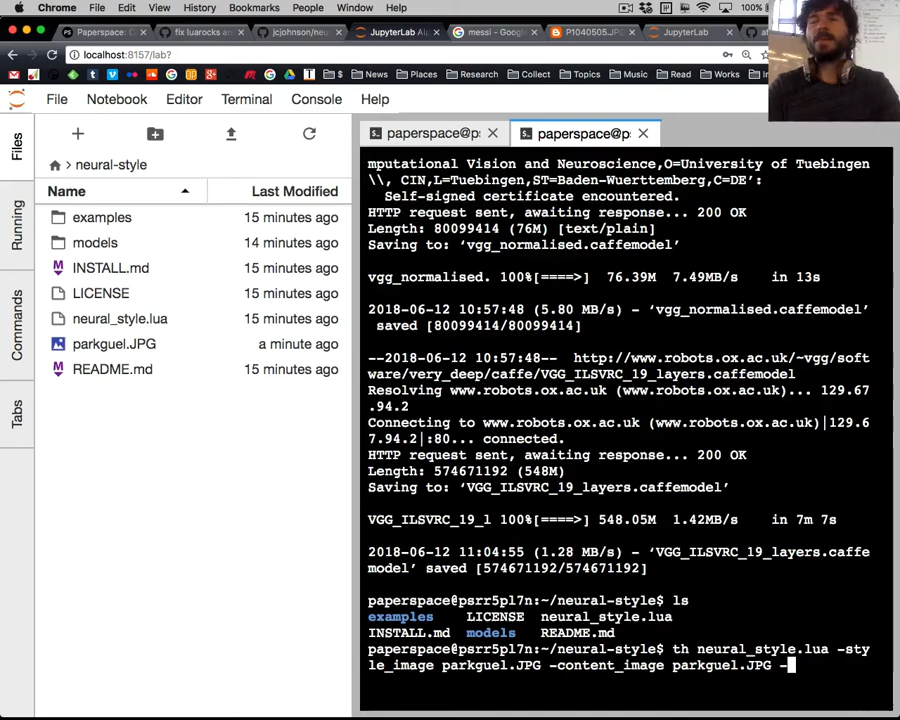 Chrome File Edit View History Bookmarks People Window Help 100%
Paperspace: fix luarocks jcjohnson/neu JupyterLab Al messi - Goog P1040505.J JupyterLab
localhost:8157/lab?
$ News Places Research Collect Topics Music Read Works
File Notebook Editor Terminal Console Help
Files
Running
Commands
Tabs
neural-style
Name Last Modified
examples 15 minutes ago
models 14 minutes ago
INSTALL.md 15 minutes ago
LICENSE 15 minutes ago
neural_style.lua 15 minutes ago
parkguel.JPG a minute ago
README.md 15 minutes ago
paperspace@p: paperspace@p:
mputational Vision and Neuroscience,O=University of Tuebingen
\\, CIN,L=Tuebingen,ST=Baden-Wuerttemberg,C=DE’:
Self-signed certificate encountered.
HTTP request sent, awaiting response... 200 OK
Length: 80099414 (76M) [text/plain]
Saving to: ‘vgg_normalised.caffemodel’
vgg_normalised. 100%[====>] 76.39M 7.49MB/s in 13s
2018-06-12 10:57:48 (5.80 MB/s) - ‘vgg_normalised.caffemodel’
saved [80099414/80099414]
--2018-06-12 10:57:48-- http://www.robots.ox.ac.uk/~vgg/soft
ware/very_deep/caffe/VGG_ILSVRC_19_layers.caffemodel
Resolving www.robots.ox.ac.uk (www.robots.ox.ac.uk)... 129.67
.94.2
Connecting to www.robots.ox.ac.uk (www.robots.ox.ac.uk)|129.6
7.94.2|:80... connected.
HTTP request sent, awaiting response... 200 OK
Length: 574671192 (548M)
Saving to: ‘VGG_ILSVRC_19_layers.caffemodel’
VGG_ILSVRC_19_l 100%[====>] 548.05M 1.42MB/s in 7m 7s
2018-06-12 11:04:55 (1.28 MB/s) - ‘VGG_ILSVRC_19_layers.caffe
model’ saved [574671192/574671192]
paperspace@psrr5pl7n:~/neural-style$ ls
examples LICENSE neural_style.lua
INSTALL.md models README.md
paperspace@psrr5pl7n:~/neural-style$ th neural_style.lua -sty
le_image parkguel.JPG -content_image parkguel.JPG -